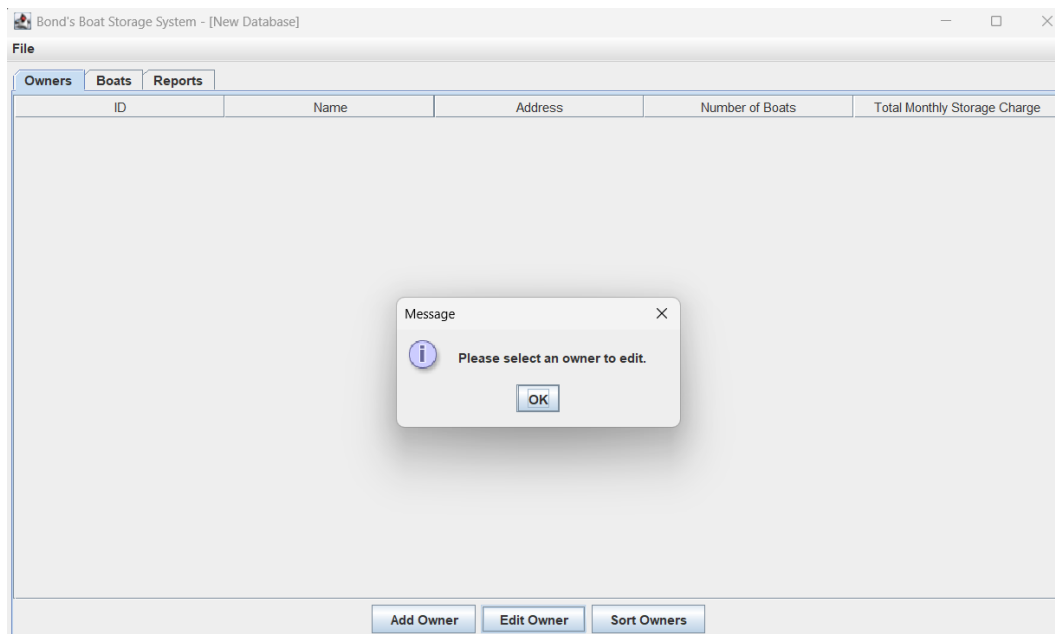 Bond's Boat Storage System - [New Database]
File
Owners Boats Reports
ID Name Address Number of Boats Total Monthly Storage Charge
Message
Please select an owner to edit.
OK
Add Owner Edit Owner Sort Owners